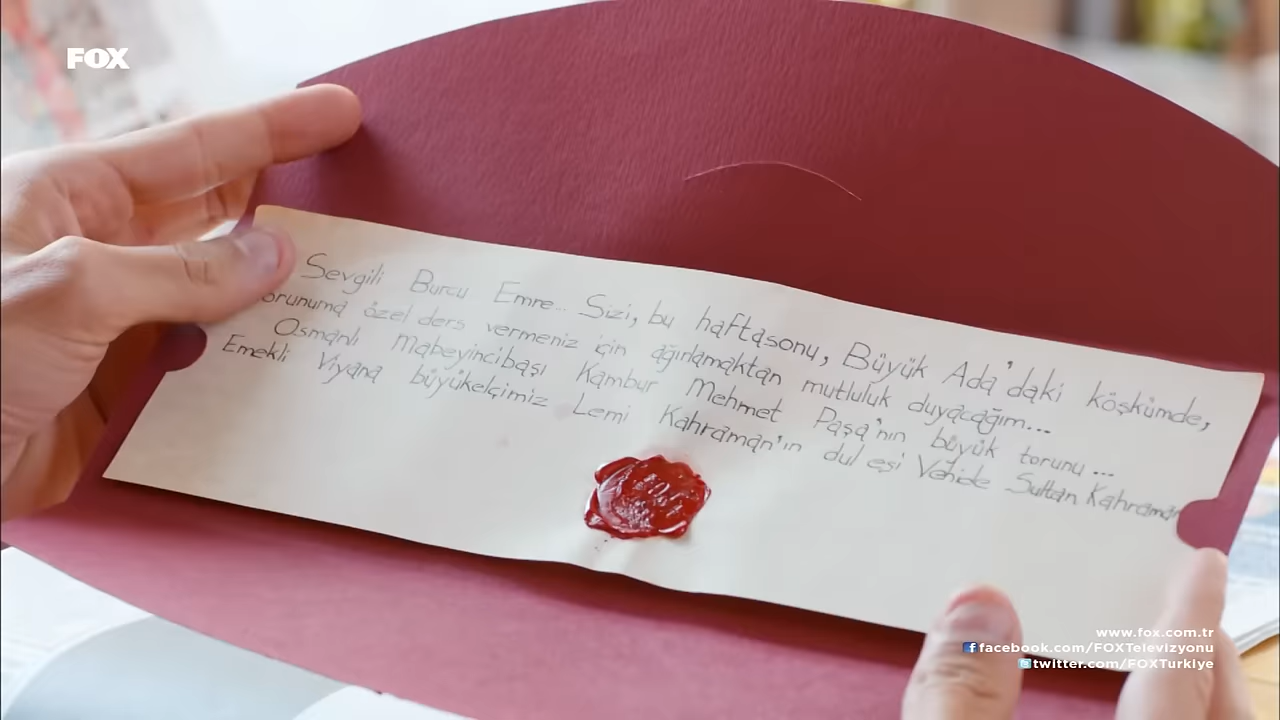 FOX
Sevgili Burcu Emre... Sizi, bu haftasonu, Büyük Ada'daki köşkümde,
torunuma özel ders vermeniz için ağırlamaktan mutluluk duyacağım...
Osmanlı Mabeyincibaşı Kambur Mehmet Paşa'nın büyük torunu...
Emekli Viyana büyükelçimiz Lemi Kahraman'ın dul eşi Vehide Sultan Kahraman
www.fox.com.tr
facebook.com/FOXTelevizyonu
twitter.com/FOXTurkiye